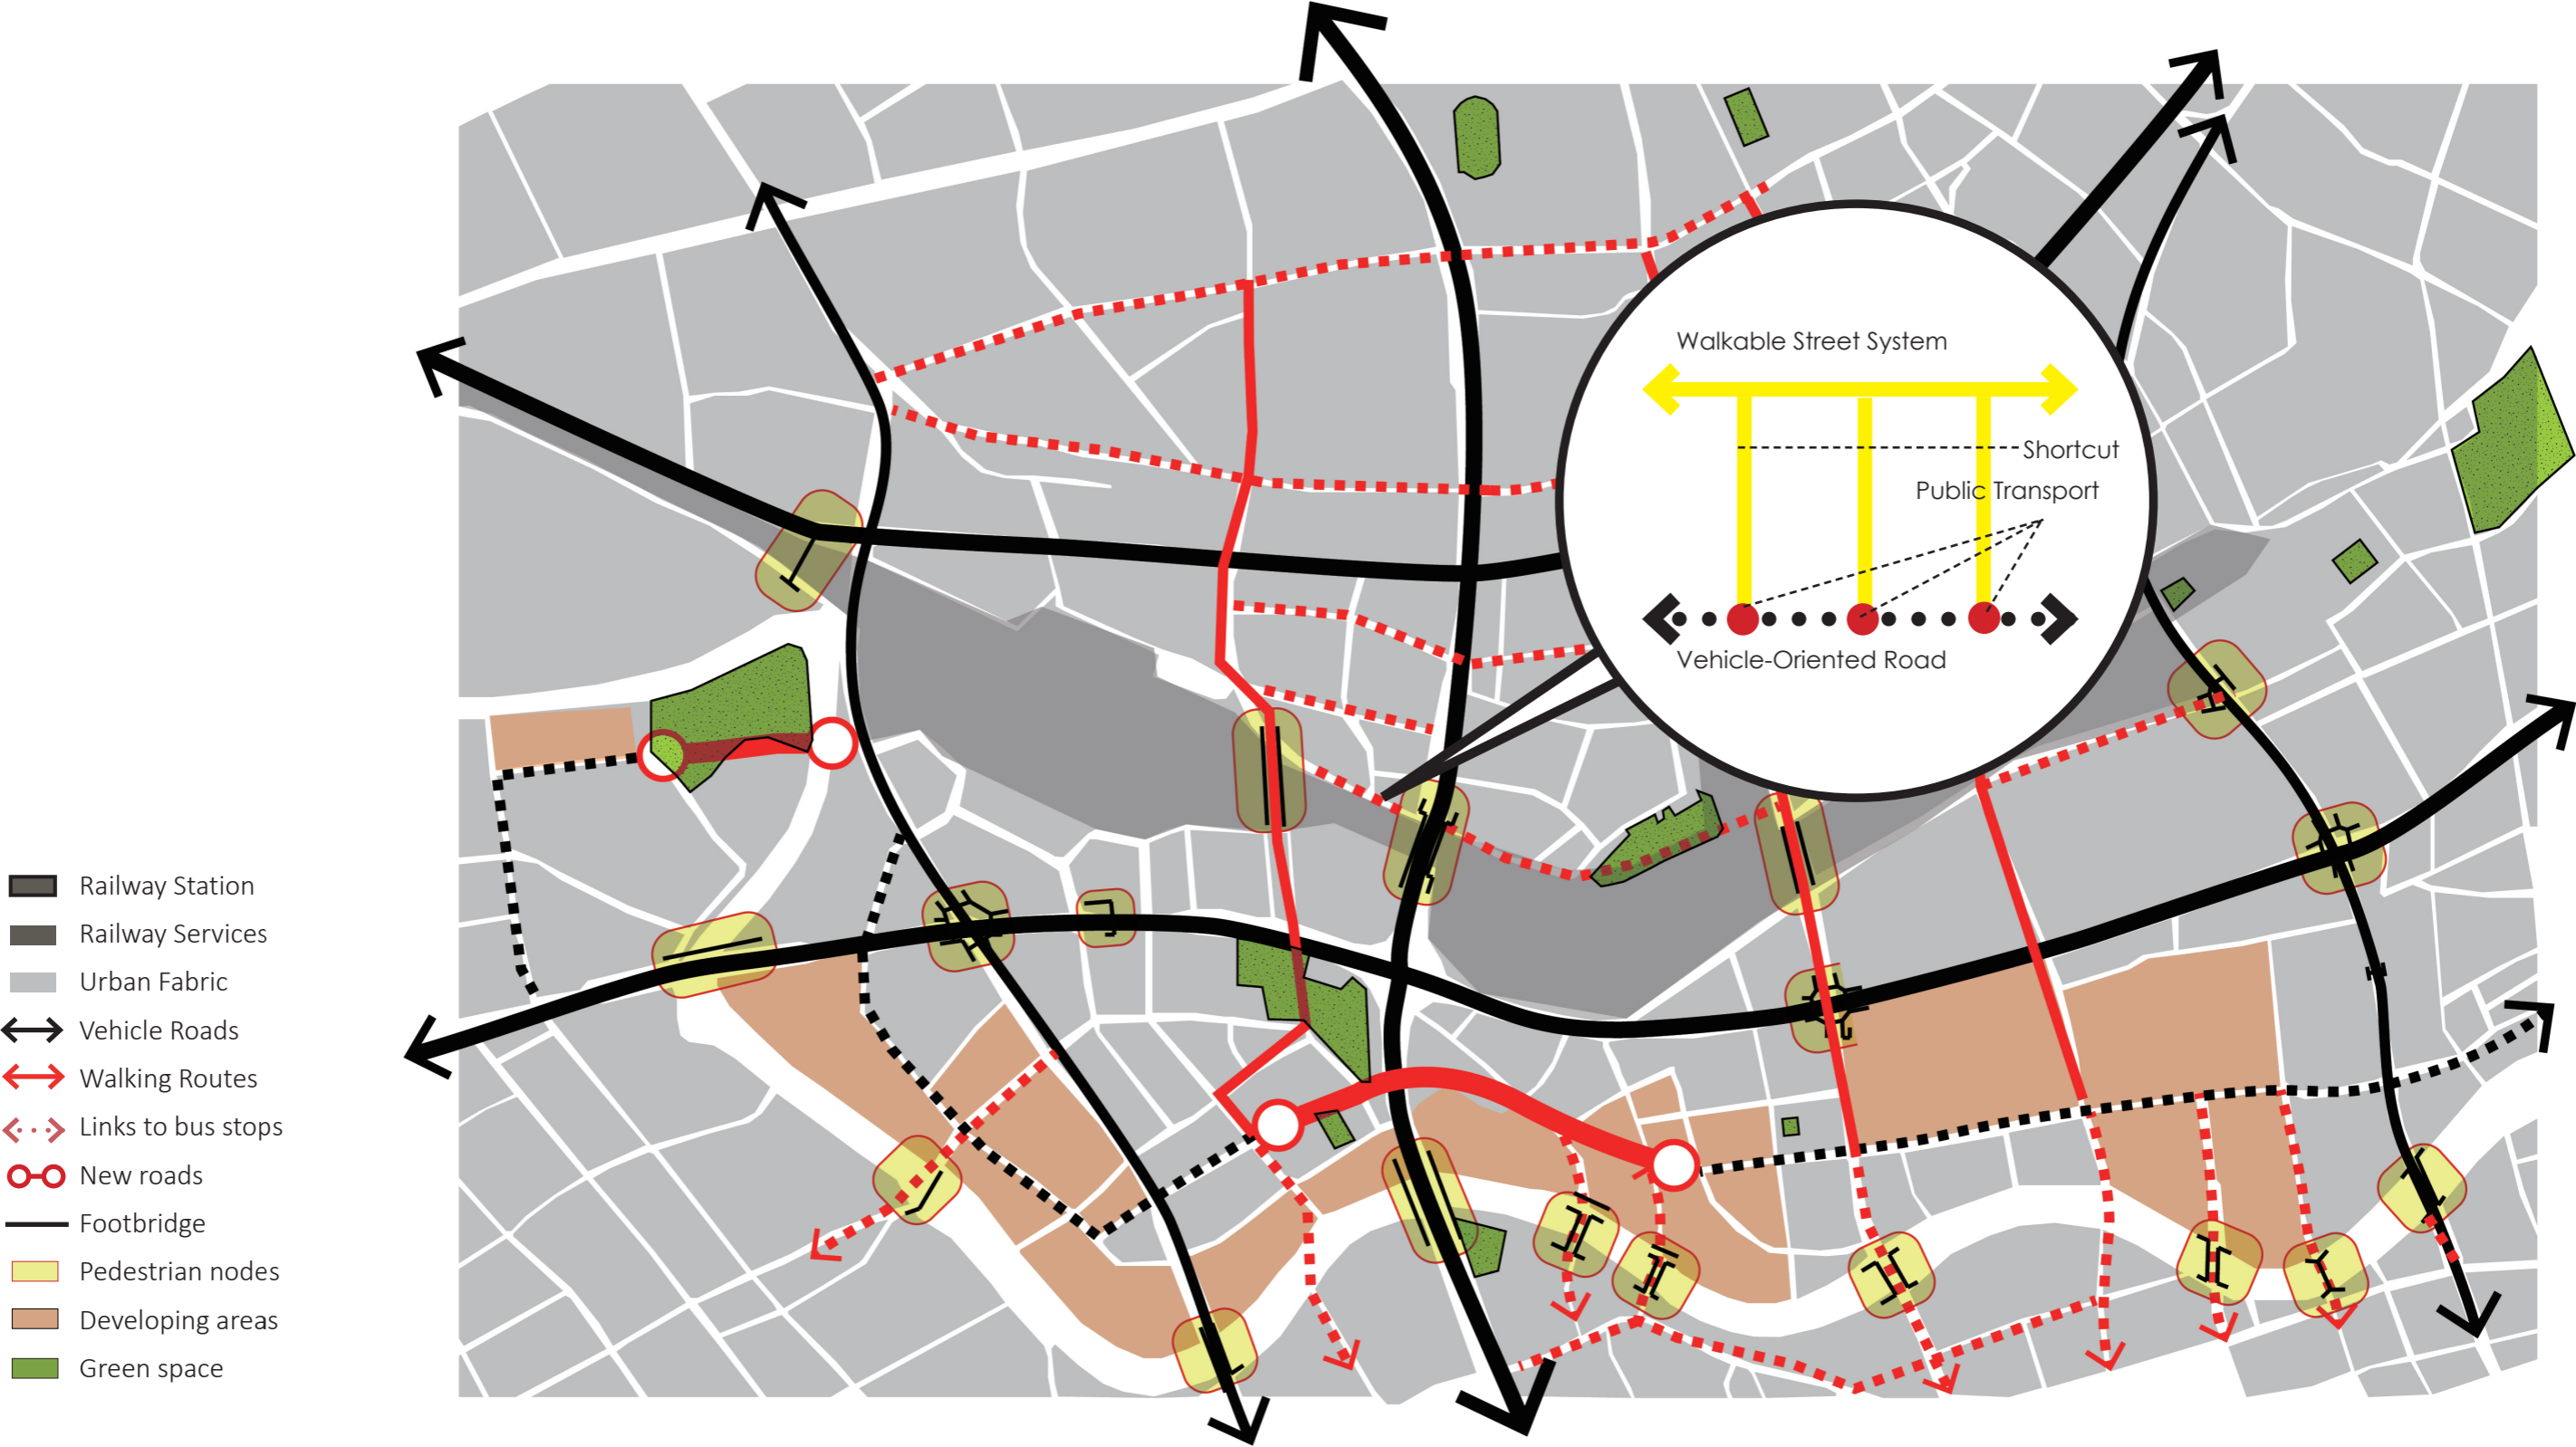 Walkable Street System
Shortcut
Public Transport
Vehicle-Oriented Road
Railway Station
Railway Services
Urban Fabric
Vehicle Roads
Walking Routes
Links to bus stops
New roads
Footbridge
Pedestrian nodes
Developing areas
Green space